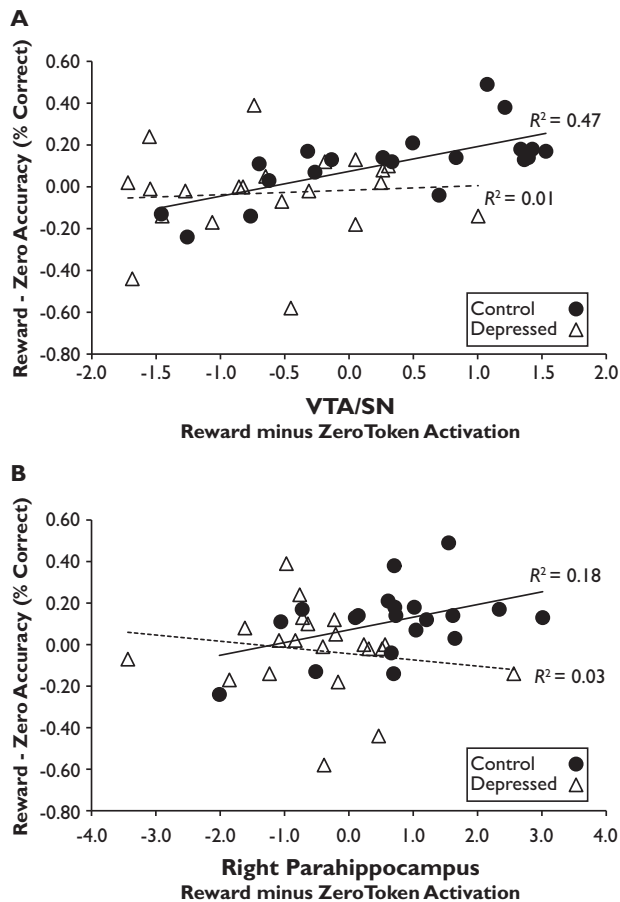 A
Reward - Zero Accuracy (% Correct)
0.60
0.40
0.20
0.00
-0.20
-0.40
-0.60
-0.80
R² = 0.47
R² = 0.01
Control
Depressed
-2.0 -1.5 -1.0 -0.5 0.0 0.5 1.0 1.5 2.0
VTA/SN
Reward minus Zero Token Activation
B
Reward - Zero Accuracy (% Correct)
0.60
0.40
0.20
0.00
-0.20
-0.40
-0.60
-0.80
R² = 0.18
R² = 0.03
Control
Depressed
-4.0 -3.0 -2.0 -1.0 0.0 1.0 2.0 3.0 4.0
Right Parahippocampus
Reward minus Zero Token Activation